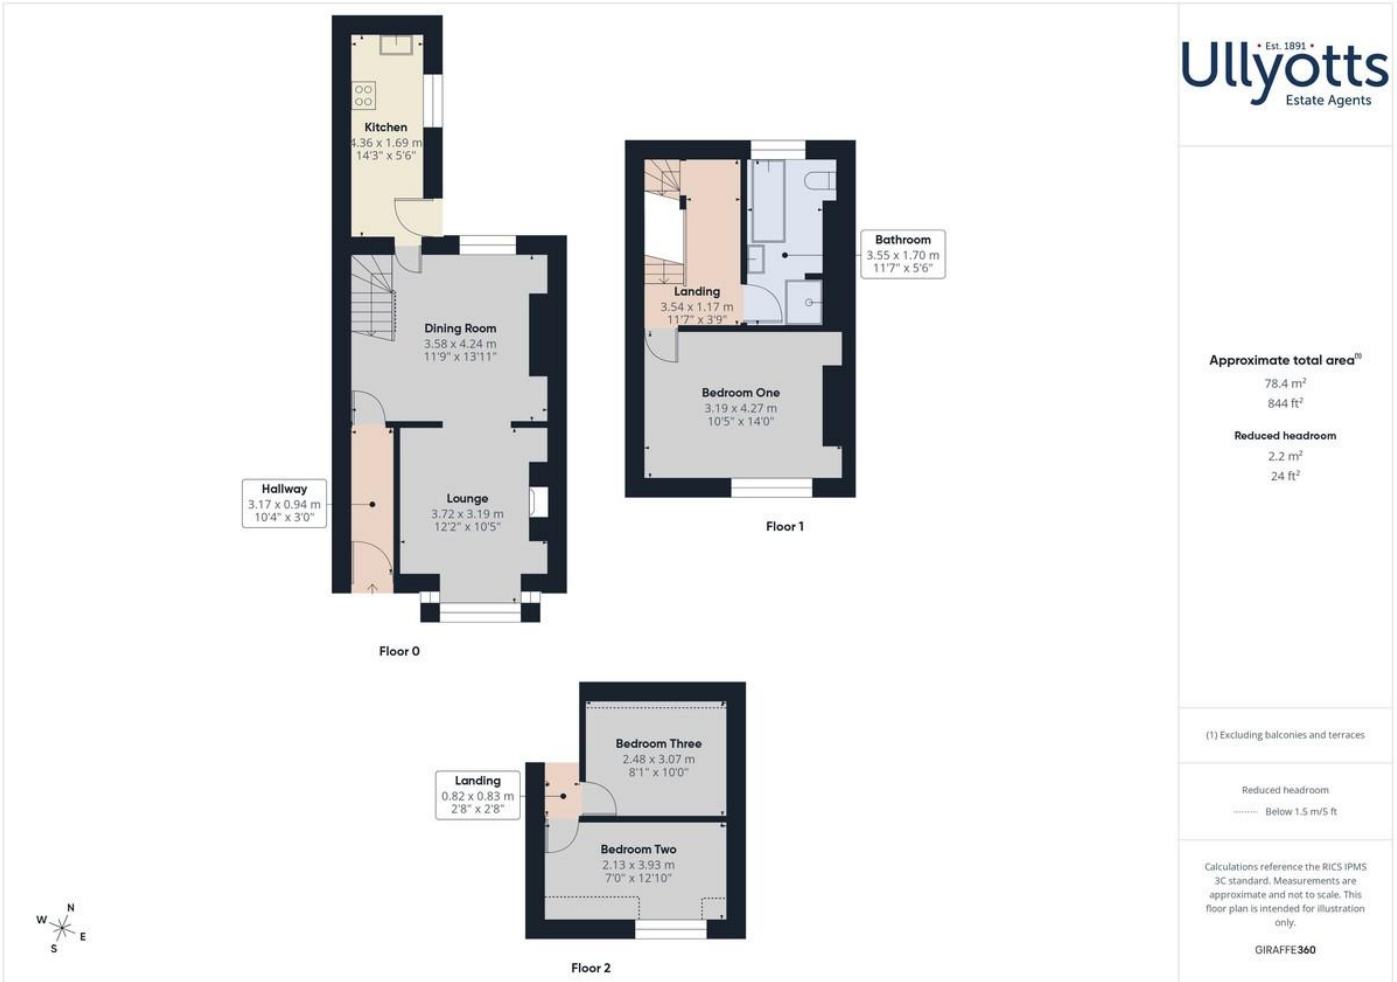 Kitchen
4.36 x 1.69 m
14'3" x 5'6"
Dining Room
3.58 x 4.24 m
11'9" x 13'11"
Hallway
3.17 x 0.94 m
10'4" x 3'0"
Lounge
3.72 x 3.19 m
12'2" x 10'5"
Floor 0
Bathroom
3.55 x 1.70 m
11'7" x 5'6"
Landing
3.54 x 1.17 m
11'7" x 3'9"
Bedroom One
3.19 x 4.27 m
10'5" x 14'0"
Floor 1
Bedroom Three
2.48 x 3.07 m
8'1" x 10'0"
Landing
0.82 x 0.83 m
2'8" x 2'8"
Bedroom Two
2.13 x 3.93 m
7'0" x 12'10"
Floor 2
N
W
E
S
• Est. 1891 •
Ullyotts
Estate Agents
Approximate total area(1)
78.4 m²
844 ft²
Reduced headroom
2.2 m²
24 ft²
(1) Excluding balconies and terraces
Reduced headroom
Below 1.5 m/5 ft
Calculations reference the RICS IPMS
3C standard. Measurements are
approximate and not to scale. This
floor plan is intended for illustration
only.
GIRAFFE360